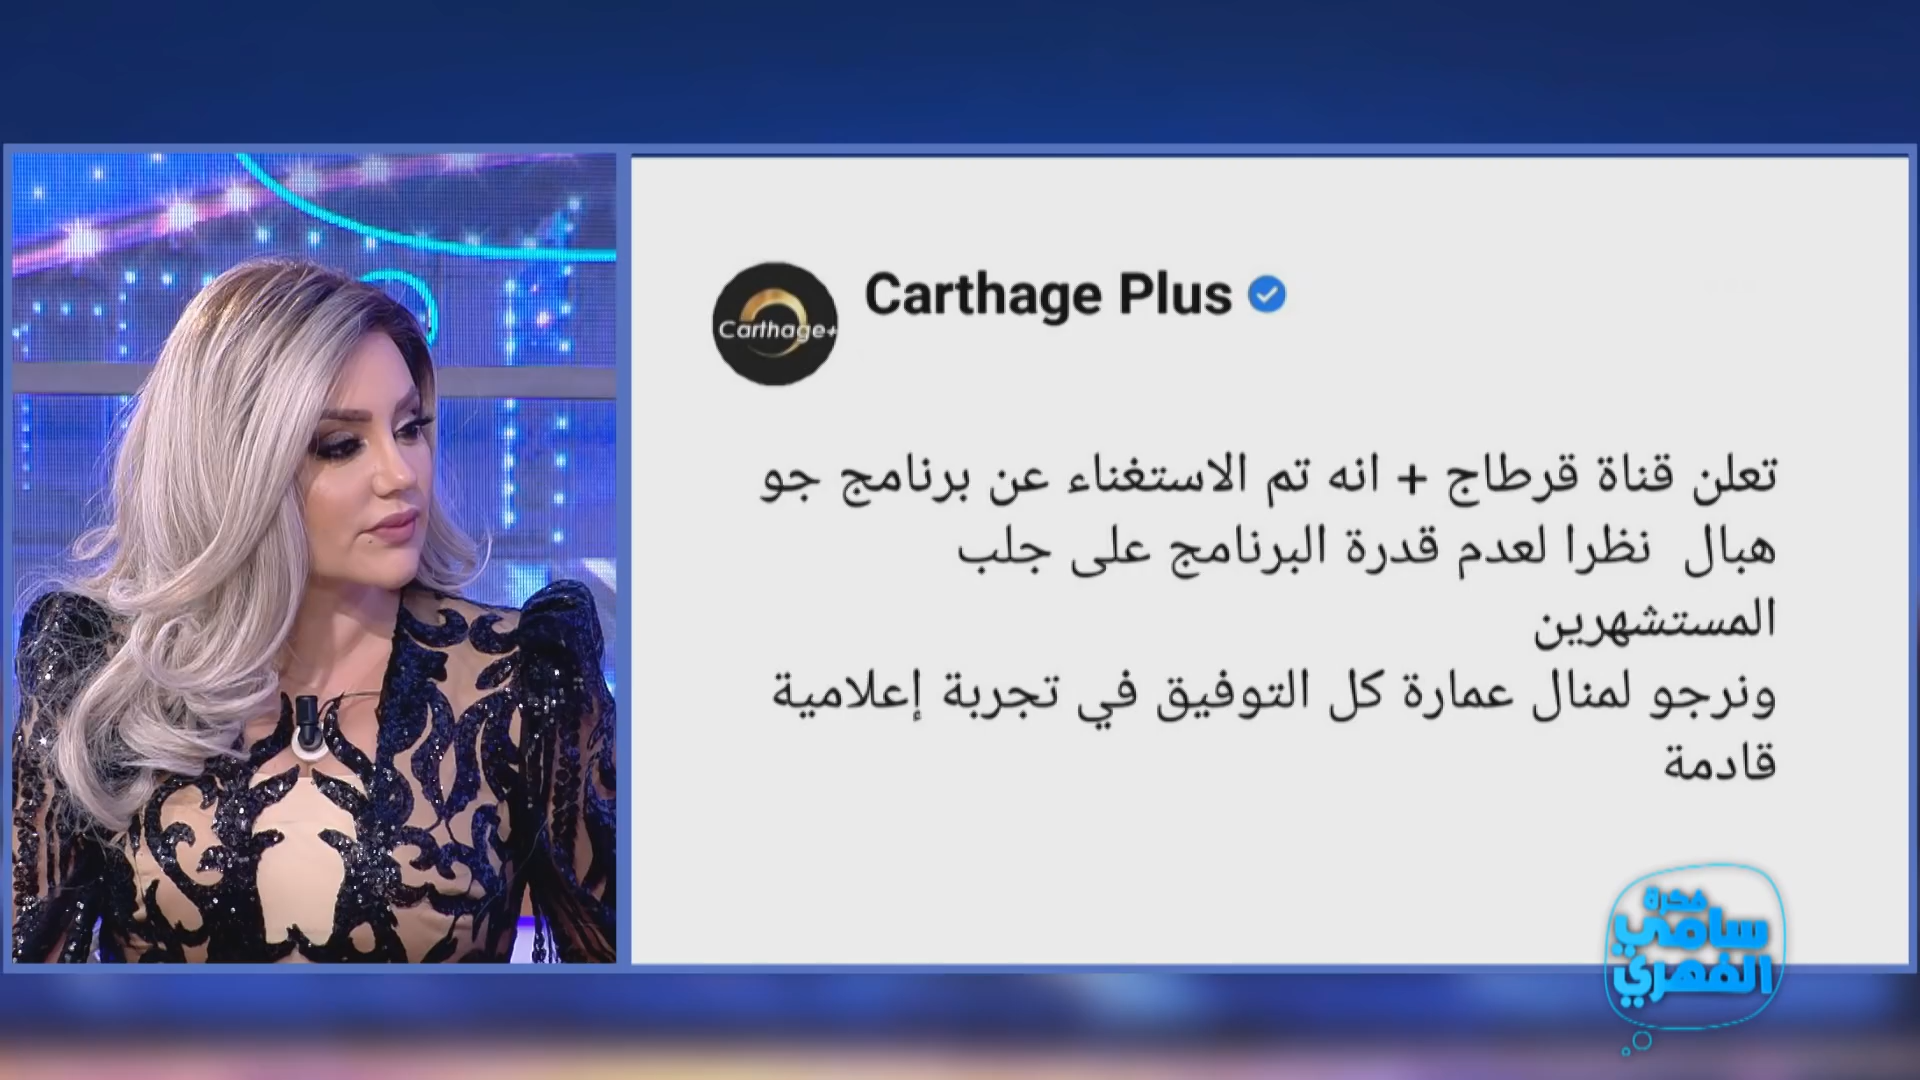 Carthage+
Carthage Plus
تعلن قناة قرطاج + انه تم الاستغناء عن برنامج جو
هبال نظرا لعدم قدرة البرنامج على جلب
المستشهرين
ونرجو لمنال عمارة كل التوفيق في تجربة إعلامية
قادمة
فكرة
سامي
الفهري